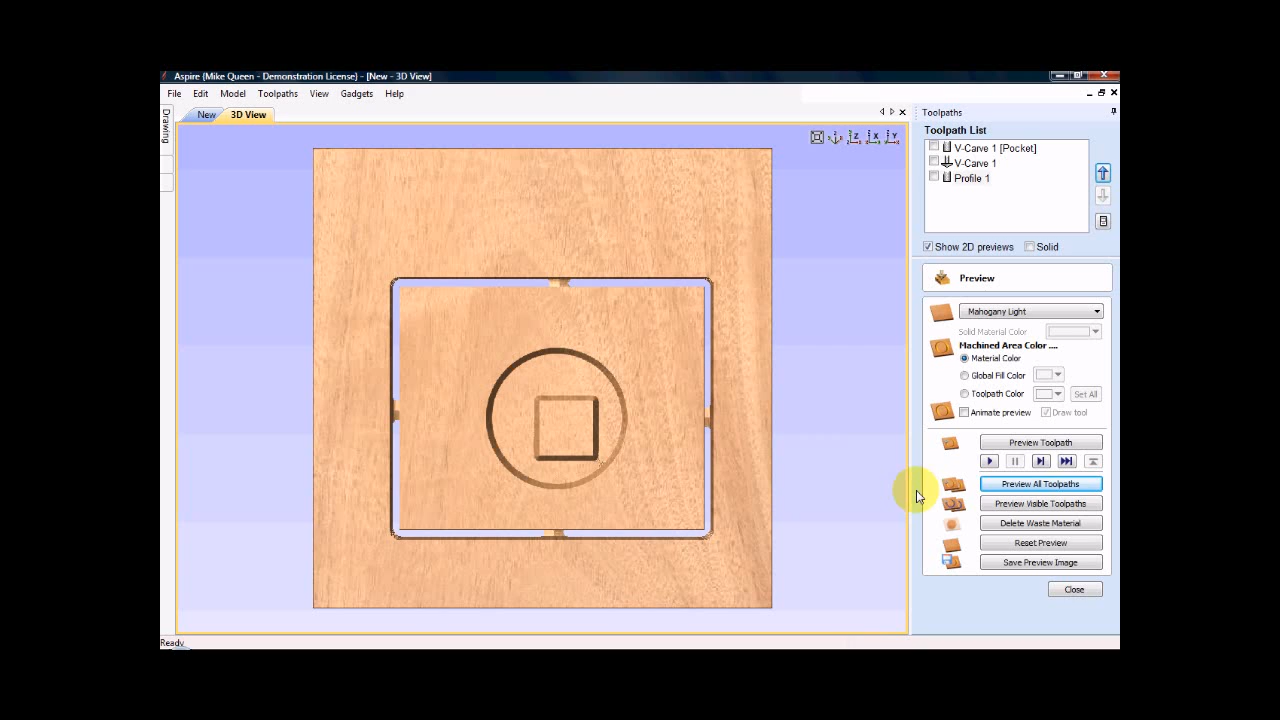 Aspire (Mike Queen - Demonstration License) - [New - 3D View]
File Edit Model Toolpaths View Gadgets Help
Drawing
New 3D View
Z X Y
Toolpaths
Toolpath List
V-Carve 1 [Pocket]
V-Carve 1
Profile 1
Show 2D previews Solid
Preview
Mahogany Light
Solid Material Color
Machined Area Color ....
Material Color
Global Fill Color
Toolpath Color Set All
Animate preview Draw tool
Preview Toolpath
Preview All Toolpaths
Preview Visible Toolpaths
Delete Waste Material
Reset Preview
Save Preview Image
Close
Ready